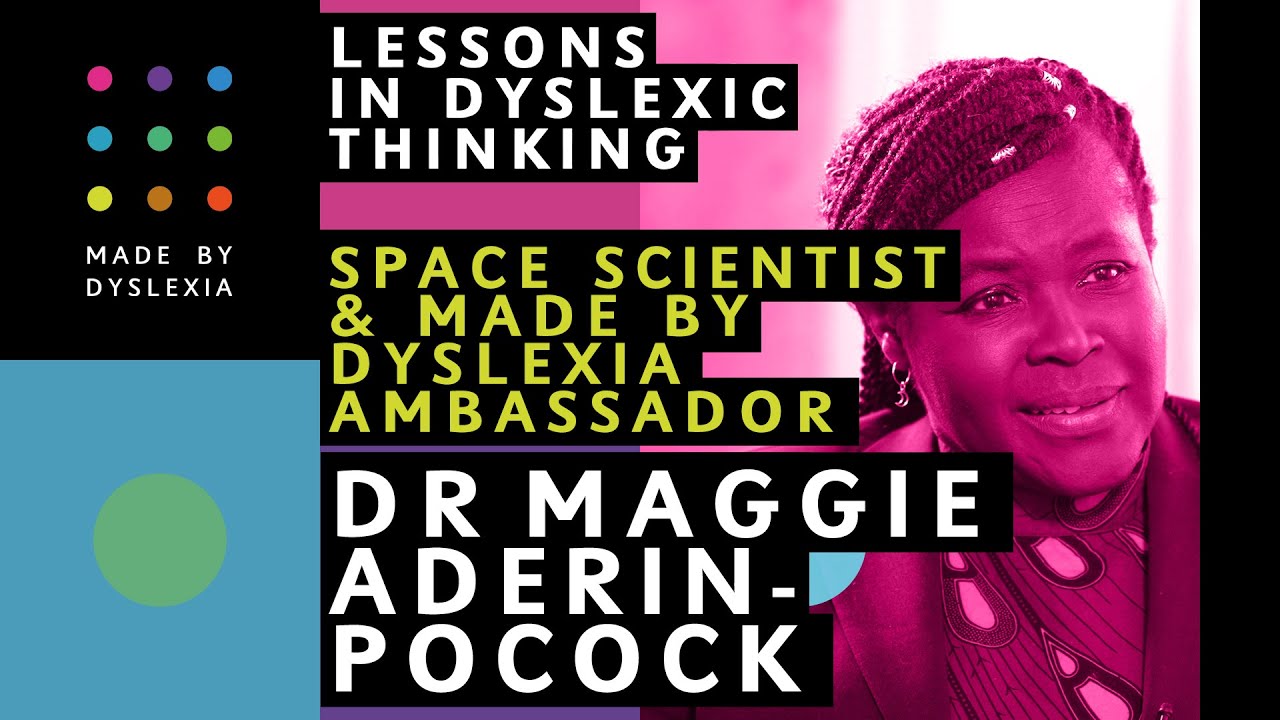 MADE BY
DYSLEXIA
LESSONS
IN DYSLEXIC
THINKING
SPACE SCIENTIST
& MADE BY
DYSLEXIA
AMBASSADOR
DR MAGGIE
ADERIN-
POCOCK